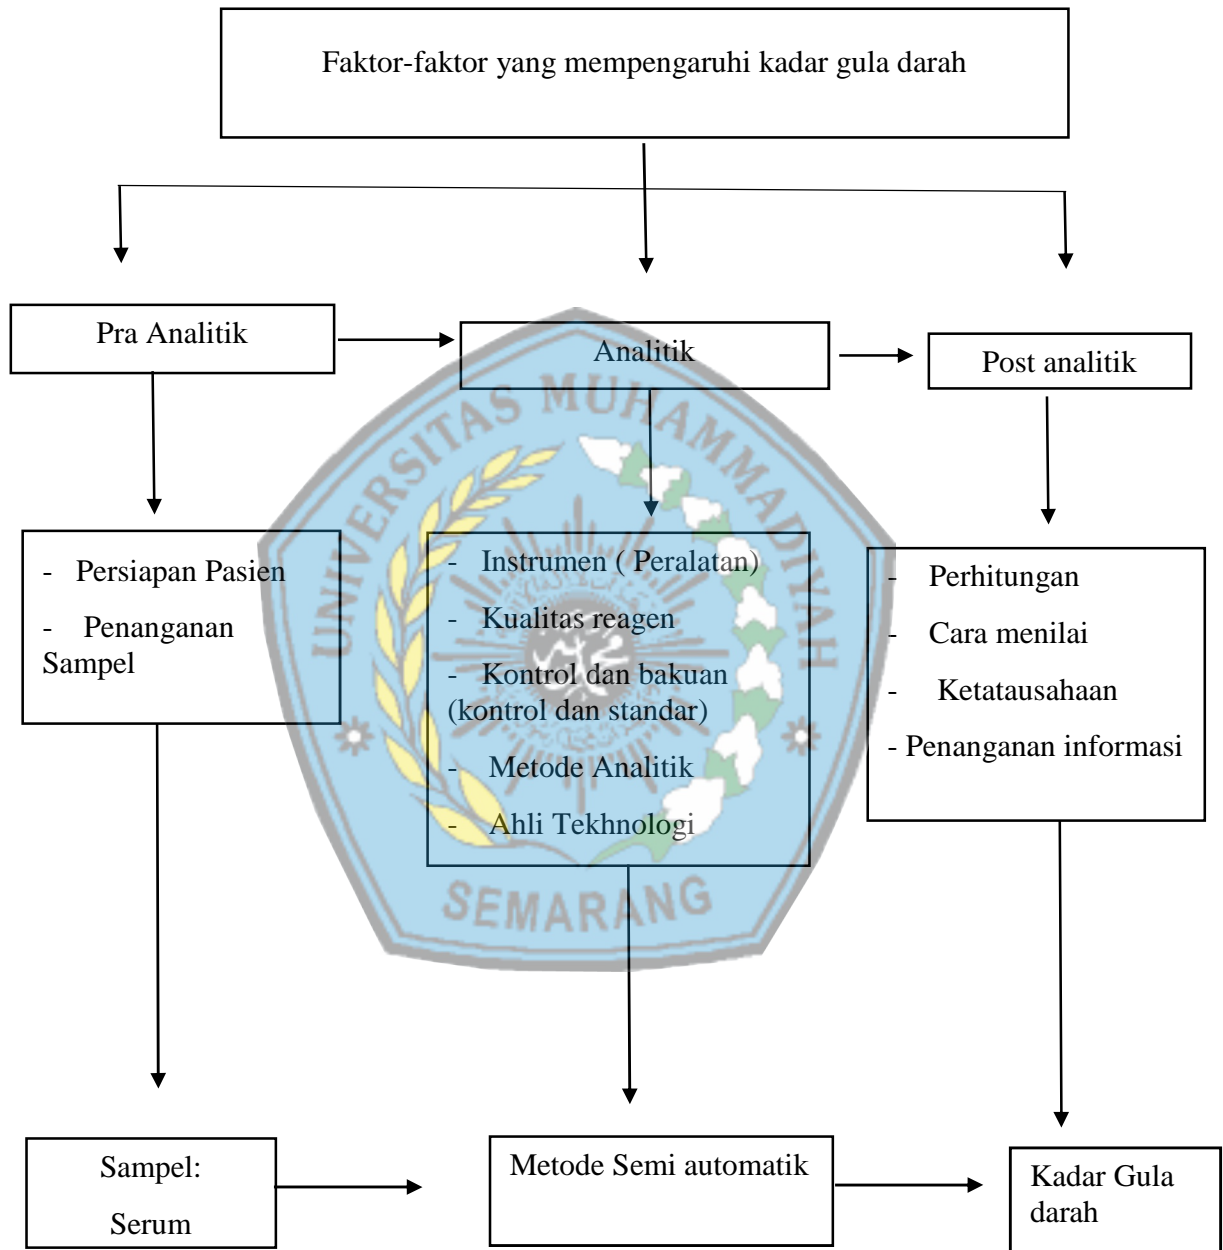 Faktor-faktor yang mempengaruhi kadar gula darah
Pra Analitik
Analitik
Post analitik
- Persiapan Pasien
- Penanganan
Sampel
- Instrumen ( Peralatan)
- Kualitas reagen
- Kontrol dan bakuan
(kontrol dan standar)
- Metode Analitik
- Ahli Tekhnologi
- Perhitungan
- Cara menilai
- Ketatausahaan
- Penanganan informasi
UNIVERSITAS MUHAMMADIYAH
SEMARANG
Sampel:
Serum
Metode Semi automatik
Kadar Gula
darah